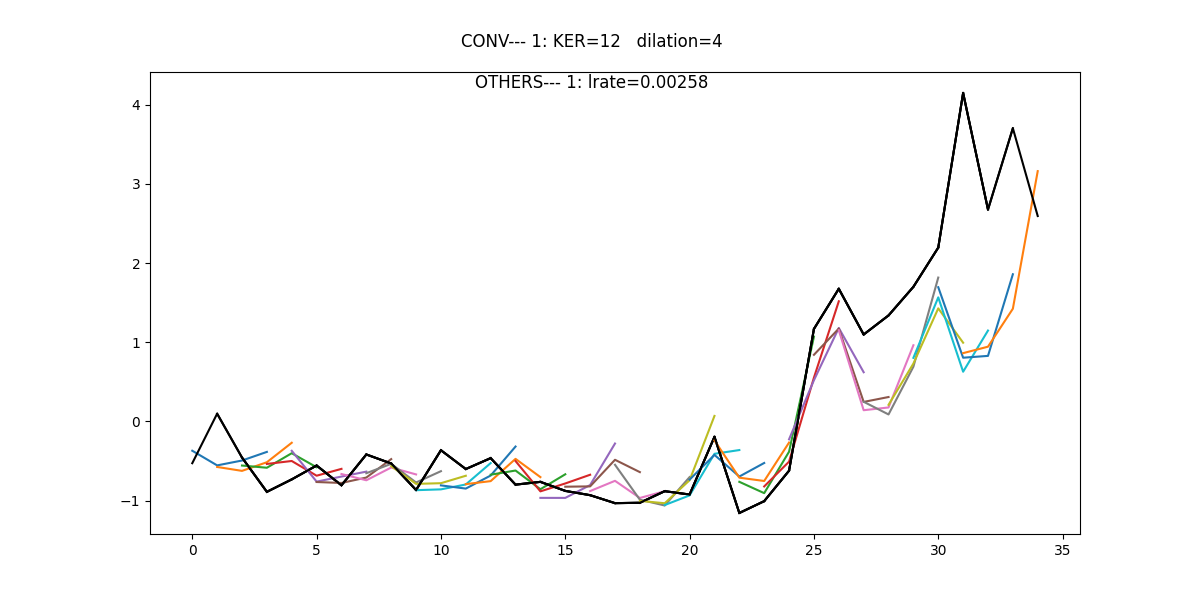 CONV--- 1: KER=12   dilation=4
OTHERS--- 1: lrate=0.00258
4
3
2
1
0
−1
0 5 10 15 20 25 30 35